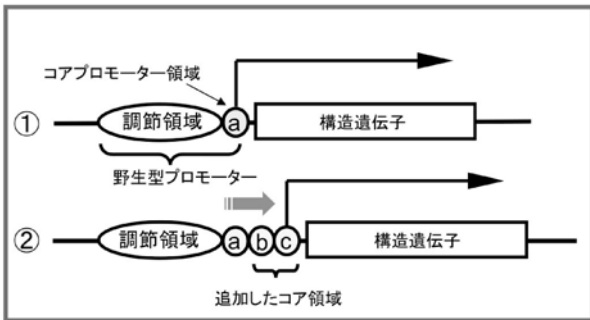 コアプロモーター領域
① 調節領域 a 構造遺伝子
野生型プロモーター
② 調節領域 a b c 構造遺伝子
追加したコア領域